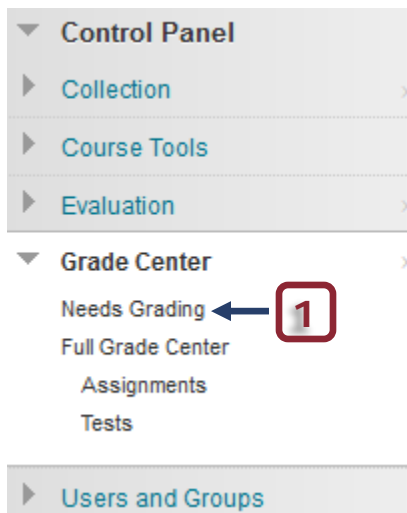 Control Panel
Collection
Course Tools
Evaluation
Grade Center
Needs Grading 1
Full Grade Center
Assignments
Tests
Users and Groups